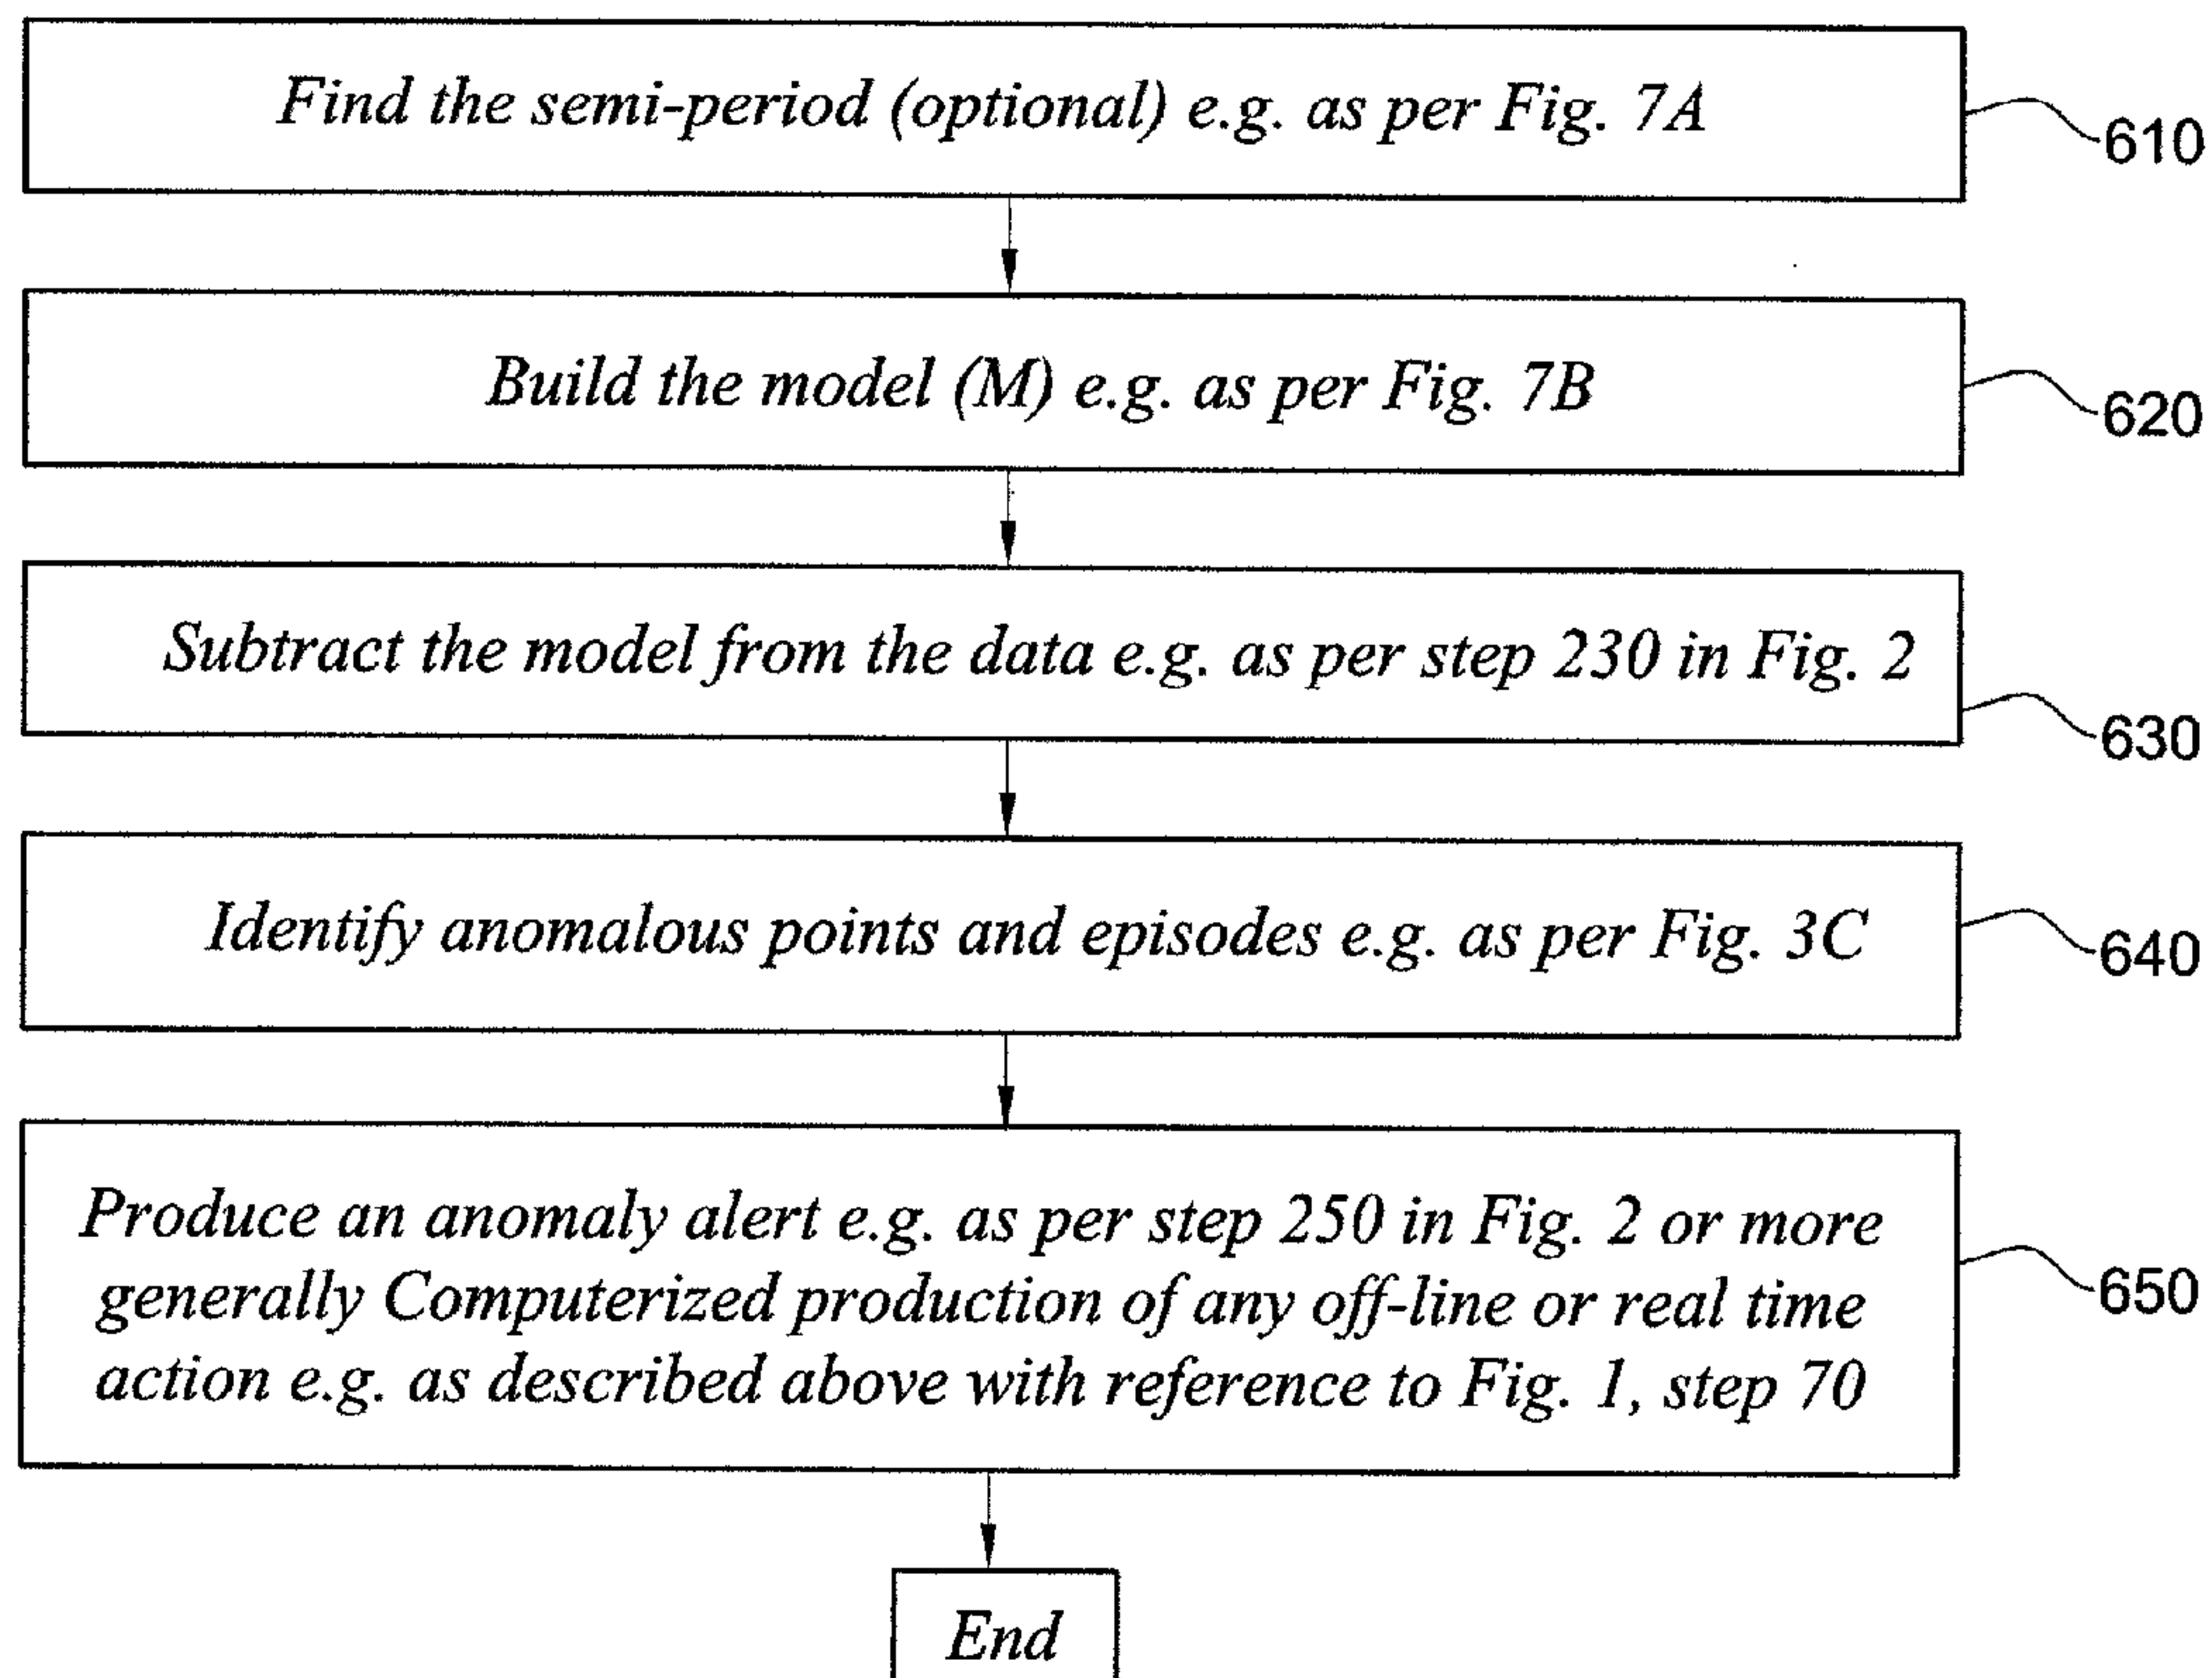 Find the semi-period (optional) e.g. as per Fig. 7A
610
Build the model (M) e.g. as per Fig. 7B
620
Subtract the model from the data e.g. as per step 230 in Fig. 2
630
Identify anomalous points and episodes e.g. as per Fig. 3C
640
Produce an anomaly alert e.g. as per step 250 in Fig. 2 or more
generally Computerized production of any off-line or real time
action e.g. as described above with reference to Fig. 1, step 70
650
End